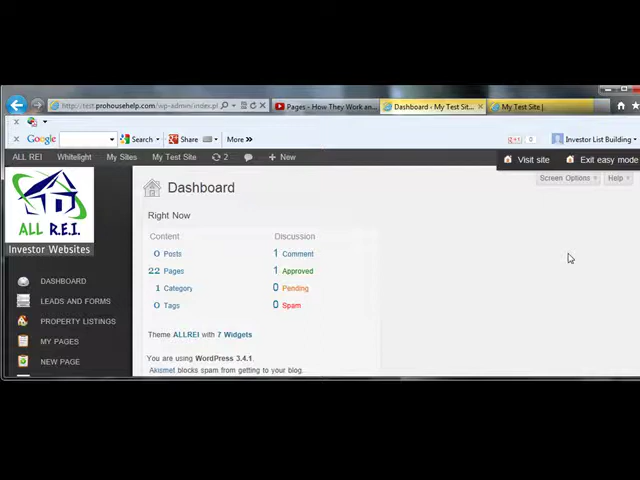 http://test.prohousehelp.com/wp-admin/index.pl
Pages - How They Work an...
Dashboard ‹ My Test Sit...
My Test Site |.
Google
Search
Share
More »
0
Investor List Building
ALL REI
Whitelight
My Sites
My Test Site
2
+ New
Visit site
Exit easy mode
ALL R.E.I.
Investor Websites
Dashboard
Screen Options
Help
Right Now
Content
Discussion
0 Posts
1 Comment
22 Pages
1 Approved
1 Category
0 Pending
0 Tags
0 Spam
Theme ALLREI with 7 Widgets
You are using WordPress 3.4.1.
Akismet blocks spam from getting to your blog.
DASHBOARD
LEADS AND FORMS
PROPERTY LISTINGS
MY PAGES
NEW PAGE